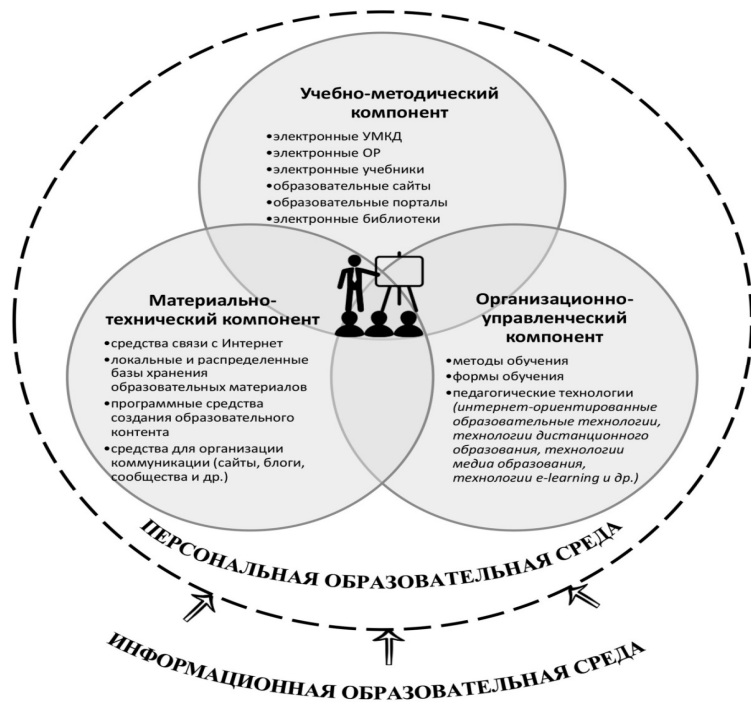 Учебно-методический
компонент
•электронные УМКД
•электронные ОР
•электронные учебники
•образовательные сайты
•образовательные порталы
•электронные библиотеки
Материально-
технический компонент
•средства связи с Интернет
•локальные и распределенные
базы хранения
образовательных материалов
•программные средства
создания образовательного
контента
•средства для организации
коммуникации (сайты, блоги,
сообщества и др.)
Организационно-
управленческий
компонент
•методы обучения
•формы обучения
•педагогические технологии
(интернет-ориентированные
образовательные технологии,
технологии дистанционного
образования, технологии
медиа образования,
технологии e-learning и др.)
ПЕРСОНАЛЬНАЯ ОБРАЗОВАТЕЛЬНАЯ СРЕДА
ИНФОРМАЦИОННАЯ ОБРАЗОВАТЕЛЬНАЯ СРЕДА